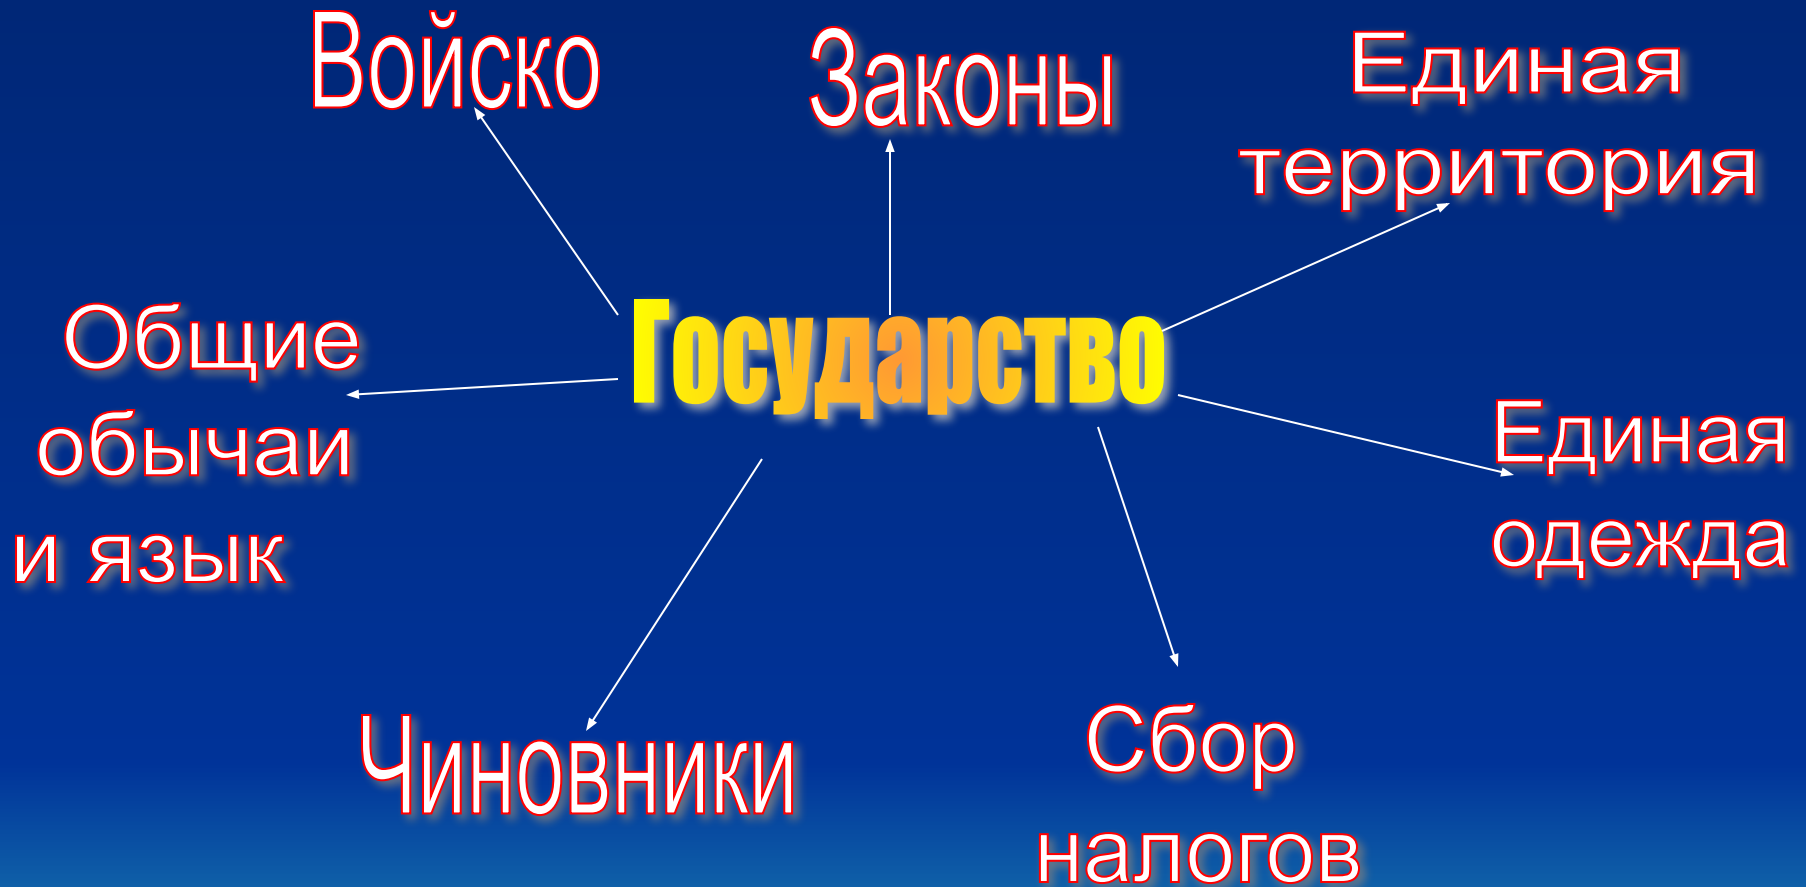 Войско
Законы
Единая
территория
Государство
Общие
обычаи
и язык
Единая
одежда
Чиновники
Сбор
налогов